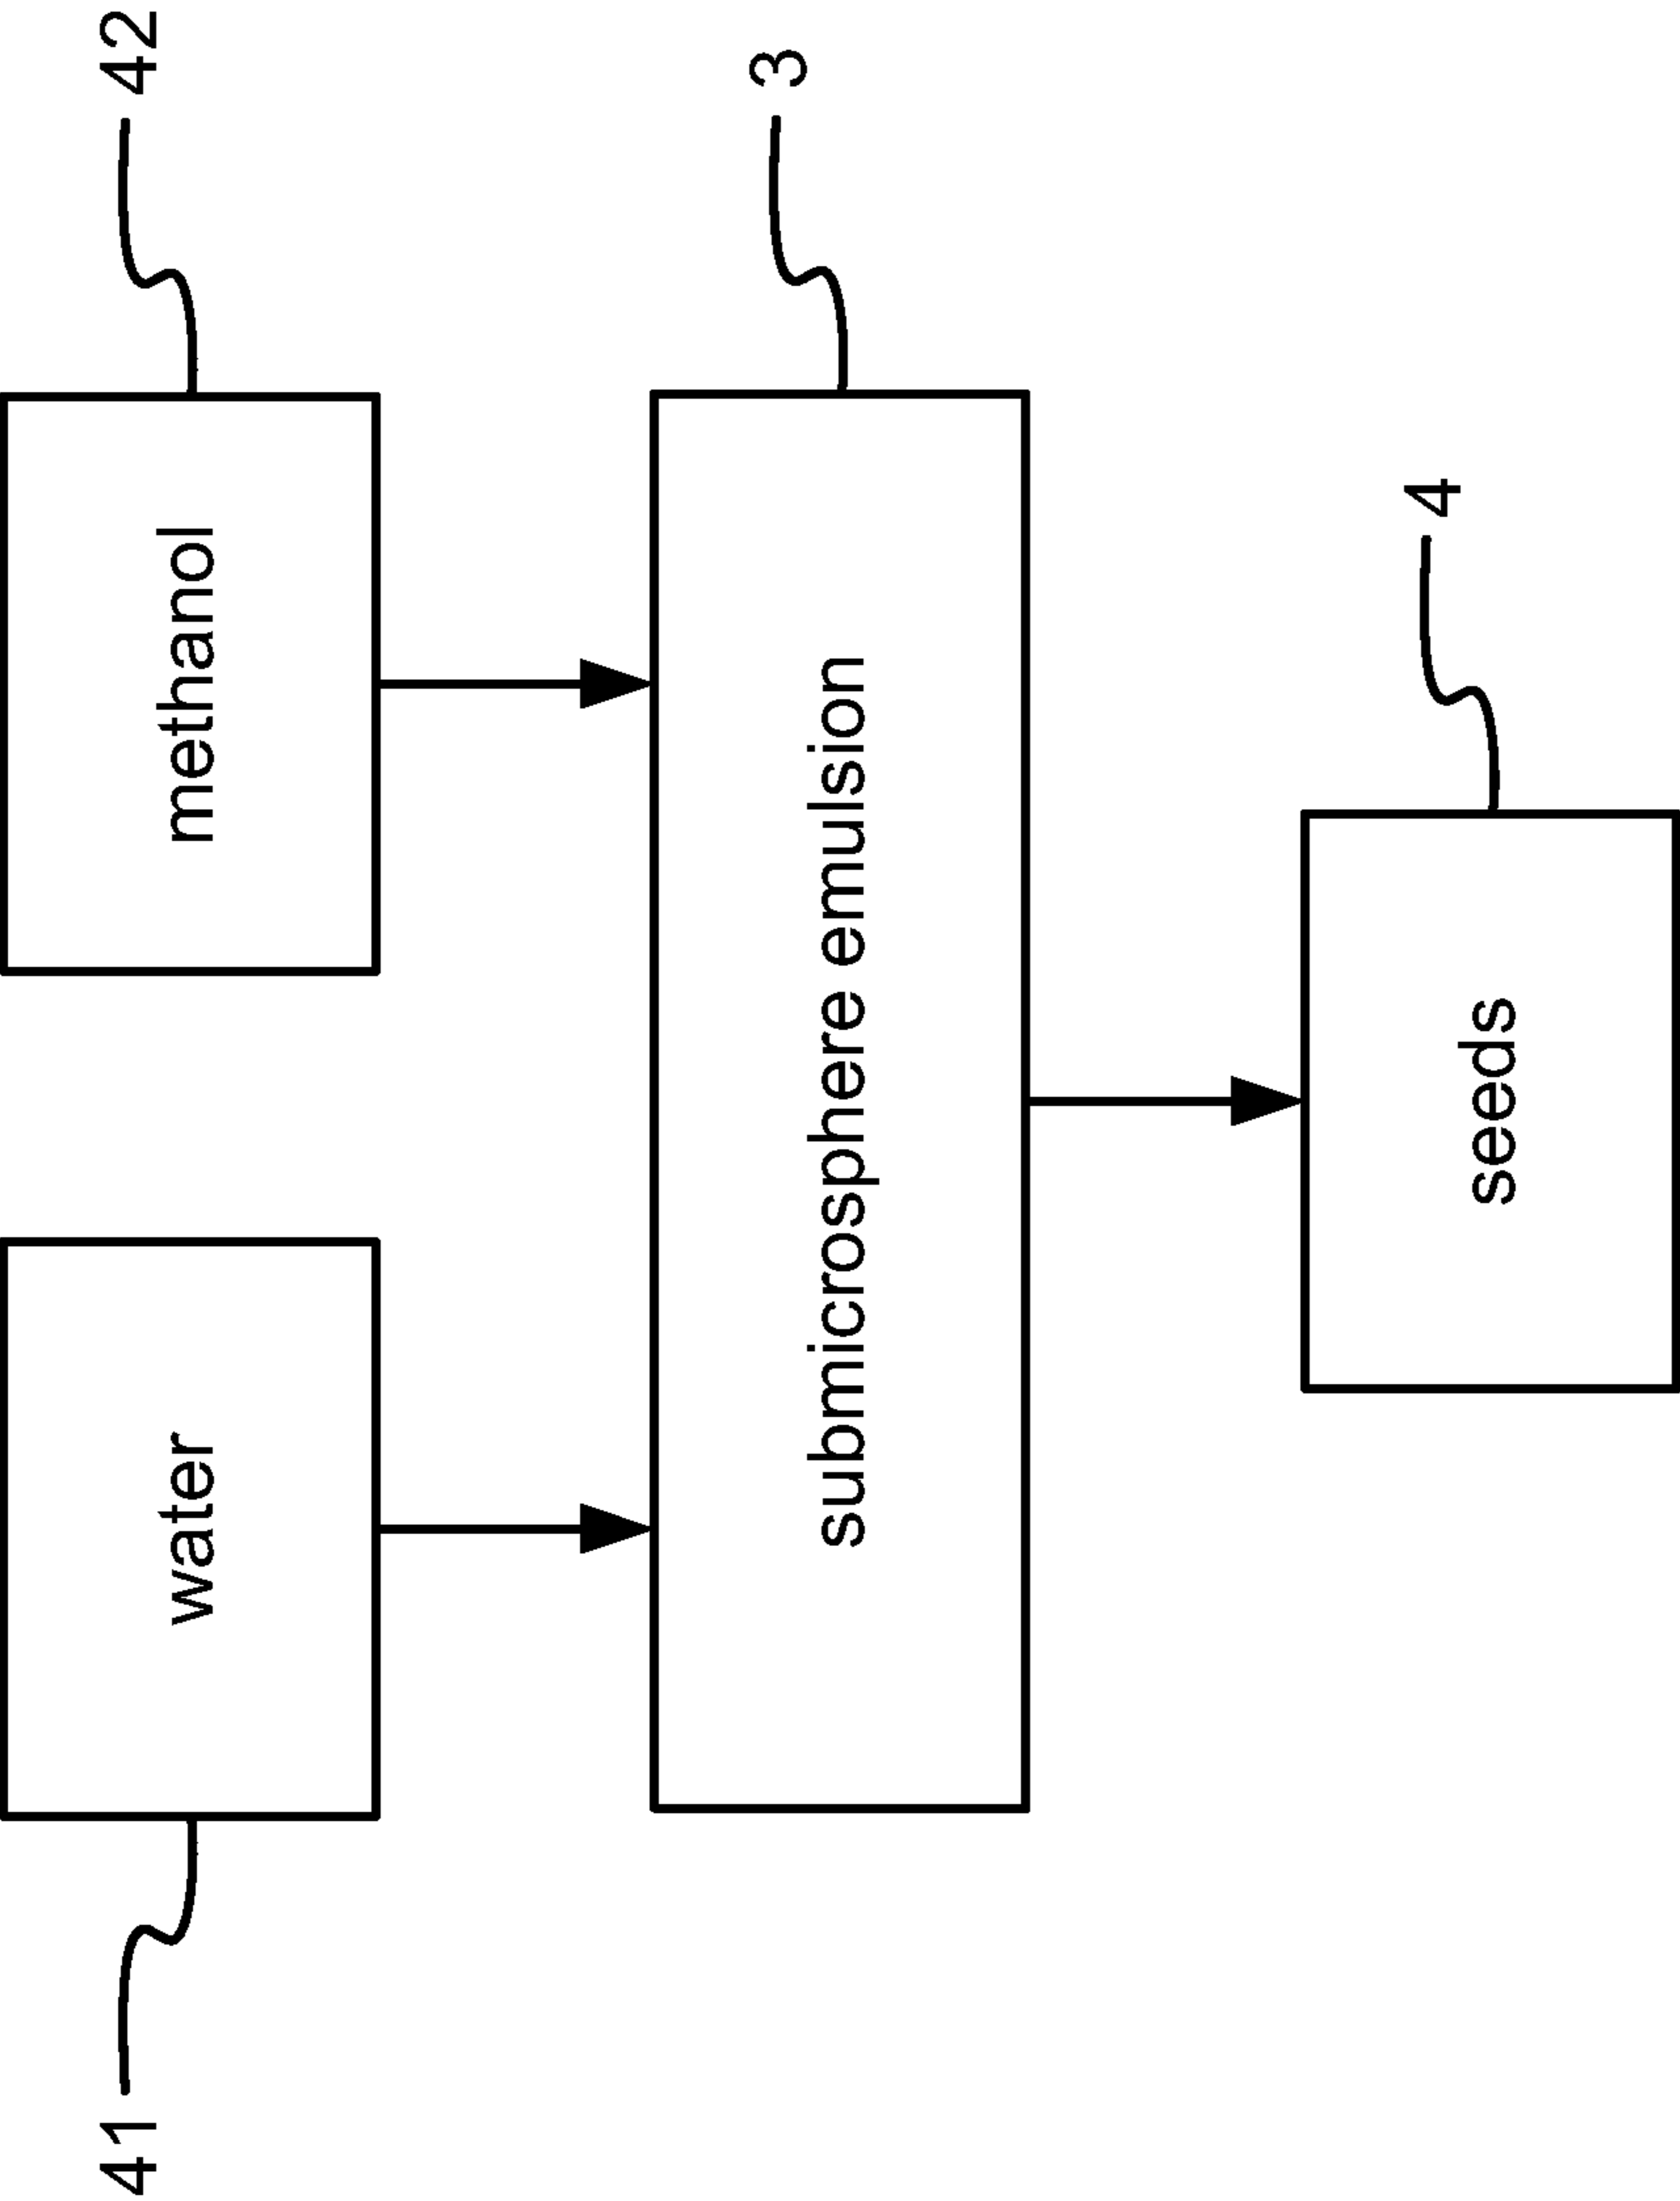 41
water
methanol
42
submicrosphere emulsion
3
seeds
4